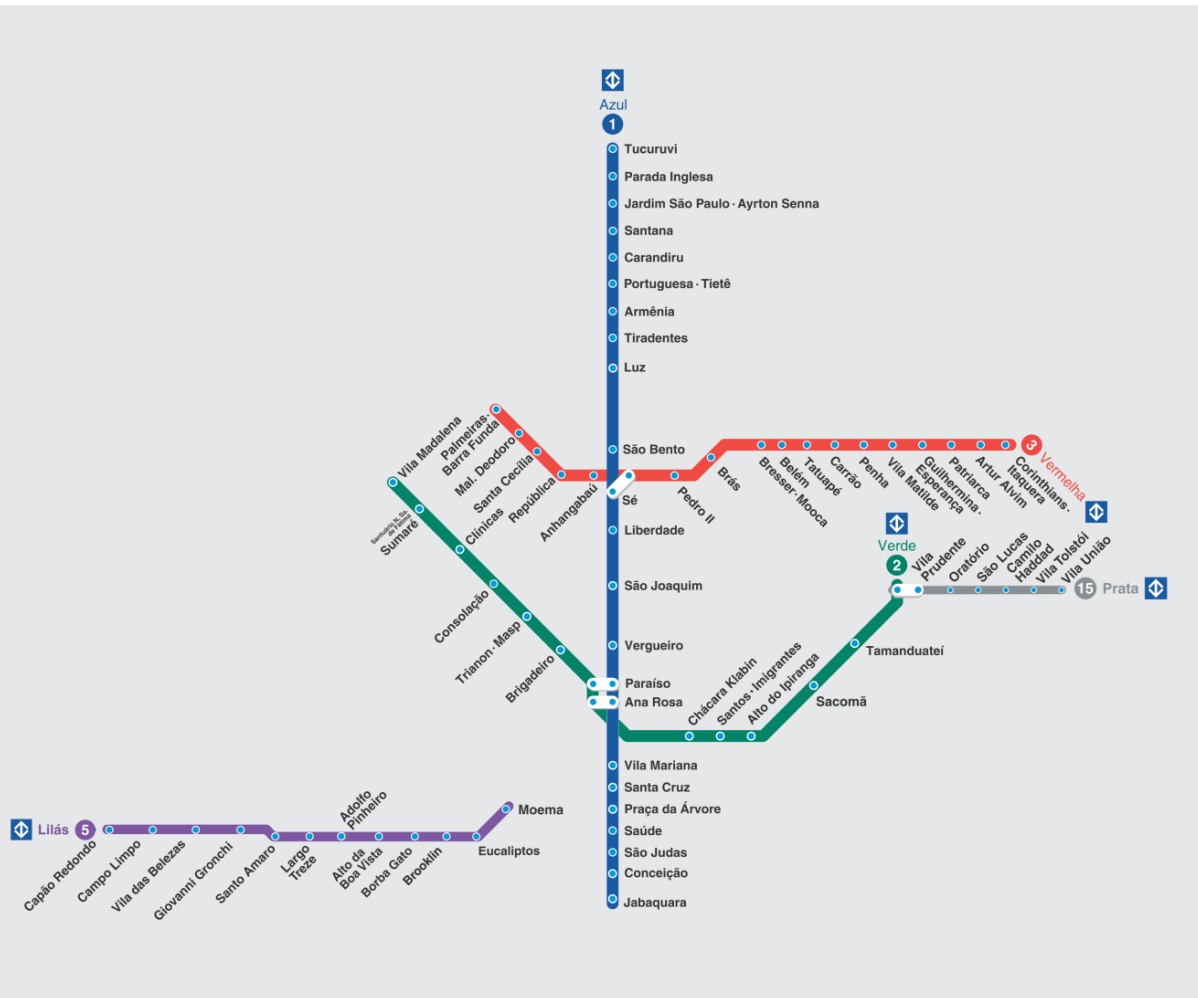 Azul
1
Tucuruvi
Parada Inglesa
Jardim São Paulo · Ayrton Senna
Santana
Carandiru
Portuguesa · Tietê
Armênia
Tiradentes
Luz
São Bento
Sé
Liberdade
São Joaquim
Vergueiro
Paraíso
Ana Rosa
Vila Mariana
Santa Cruz
Praça da Árvore
Saúde
São Judas
Conceição
Jabaquara
Palmeiras ·
Barra Funda
Mal. Deodoro
Santa Cecília
República
Anhangabaú
Pedro II
Brás
Bresser · Mooca
Belém
Tatuapé
Carrão
Penha
Vila Matilde
Guilhermina ·
Esperança
Patriarca
Artur Alvim
Corinthians ·
Itaquera
3
Vermelha
Vila Madalena
Santuário N. Sa.
de Fátima
Sumaré
Clínicas
Consolação
Trianon · Masp
Brigadeiro
Chácara Klabin
Santos · Imigrantes
Alto do Ipiranga
Sacomã
Tamanduateí
Verde
2
Vila
Prudente
Oratório
São Lucas
Camilo
Haddad
Vila Tolstói
Vila União
15
Prata
Lilás
5
Capão Redondo
Campo Limpo
Vila das Belezas
Giovanni Gronchi
Santo Amaro
Largo
Treze
Adolfo
Pinheiro
Alto da
Boa Vista
Borba Gato
Brooklin
Eucaliptos
Moema